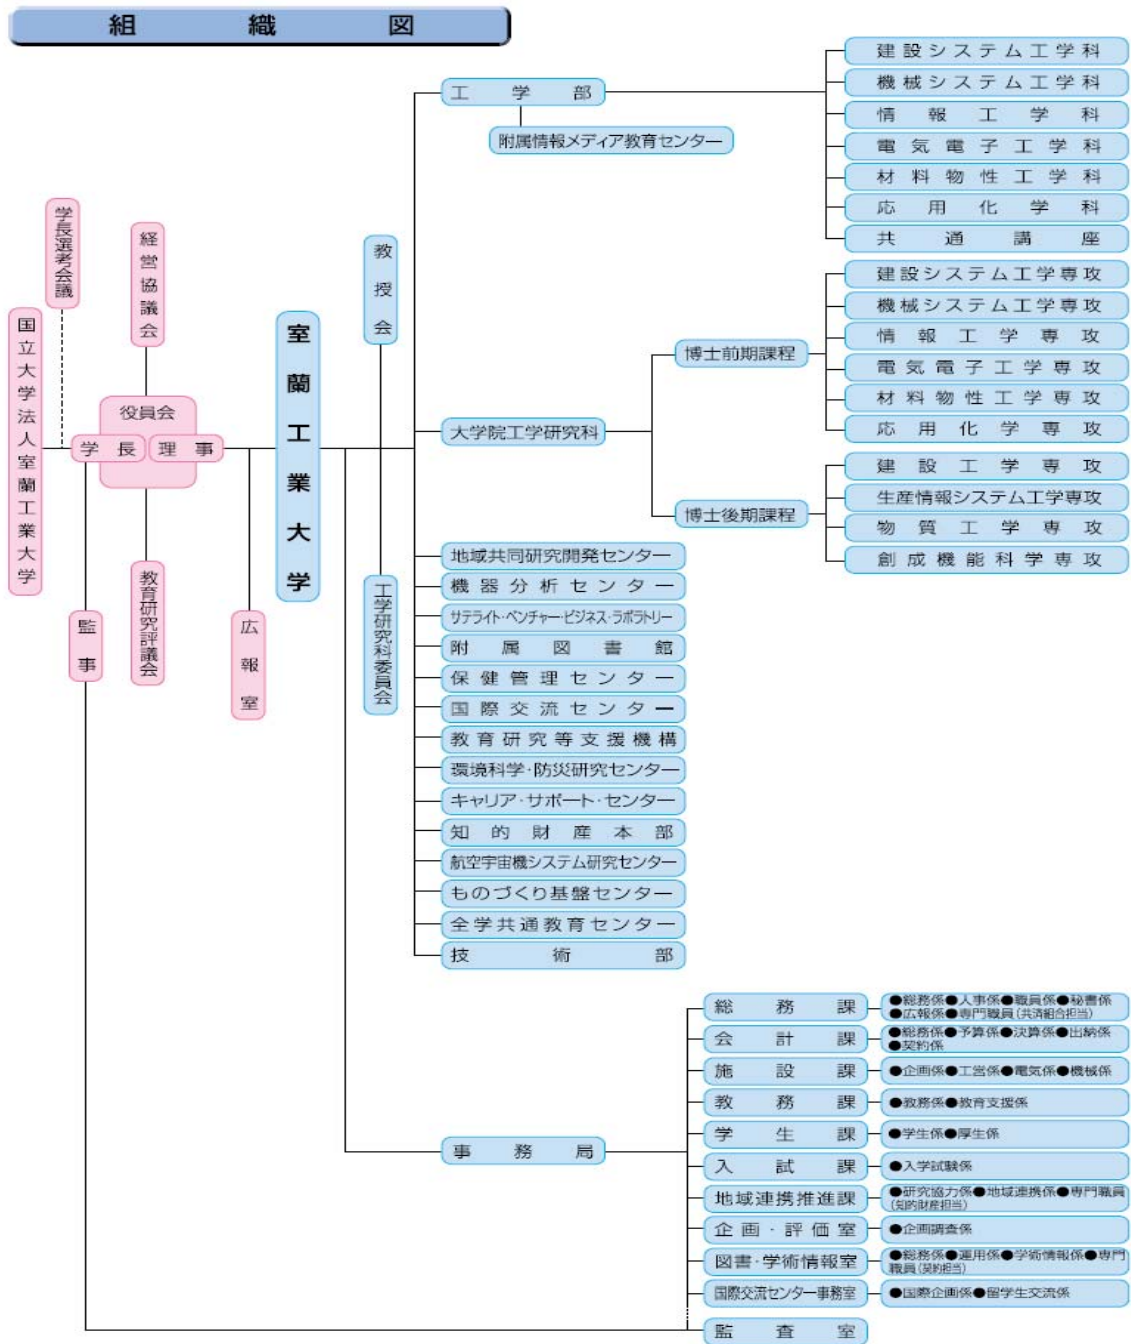 組織図
国立大学法人室蘭工業大学
学長選考会議
経営協議会
役員会
学長
理事
監事
教育研究評議会
広報室
室蘭工業大学
教授会
工学研究科委員会
工学部
附属情報メディア教育センター
建設システム工学科
機械システム工学科
情報工学科
電気電子工学科
材料物性工学科
応用化学科
共通講座
大学院工学研究科
博士前期課程
建設システム工学専攻
機械システム工学専攻
情報工学専攻
電気電子工学専攻
材料物性工学専攻
応用化学専攻
博士後期課程
建設工学専攻
生産情報システム工学専攻
物質工学専攻
創成機能科学専攻
地域共同研究開発センター
機器分析センター
サテライト・ベンチャー・ビジネス・ラボラトリー
附属図書館
保健管理センター
国際交流センター
教育研究等支援機構
環境科学・防災研究センター
キャリア・サポート・センター
知的財産本部
航空宇宙機システム研究センター
ものづくり基盤センター
全学共通教育センター
技術部
事務局
総務課
●総務係●人事係●職員係●秘書係
●広報係●専門職員(共済組合担当)
会計課
●総務係●予算係●決算係●出納係
●契約係
施設課
●企画係●工営係●電気係●機械係
教務課
●教務係●教育支援係
学生課
●学生係●厚生係
入試課
●入学試験係
地域連携推進課
●研究協力係●地域連携係●専門職員
(知的財産担当)
企画・評価室
●企画調査係
図書・学術情報室
●総務係●運用係●学術情報係●専門
職員(契約担当)
国際交流センター事務室
●国際企画係●留学生交流係
監査室